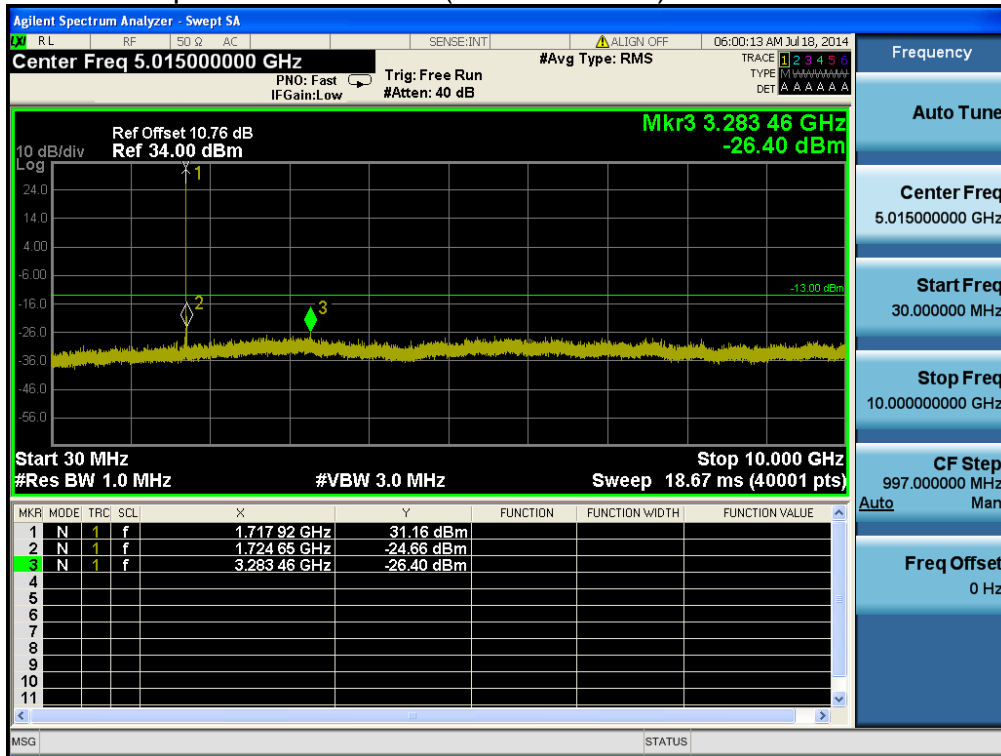 Agilent Spectrum Analyzer - Swept SA
LXI RL RF 50 Ω AC SENSE:INT ALIGN OFF 06:00:13 AM Jul 18, 2014
Center Freq 5.015000000 GHz #Avg Type: RMS TRACE 1 2 3 4 5 6
PNO: Fast Trig: Free Run TYPE M WWWWW
IFGain:Low #Atten: 40 dB DET A A A A A A
Mkr3 3.283 46 GHz
-26.40 dBm
Ref Offset 10.76 dB
10 dB/div Ref 34.00 dBm
Log
1
24.0
14.0
4.00
-6.00
-13.00 dBm
-16.0
2
3
-26.0
-36.0
-46.0
-56.0
Start 30 MHz Stop 10.000 GHz
#Res BW 1.0 MHz #VBW 3.0 MHz Sweep 18.67 ms (40001 pts)
MKR MODE TRC SCL X Y FUNCTION FUNCTION WIDTH FUNCTION VALUE
1 N 1 f 1.717 92 GHz 31.16 dBm
2 N 1 f 1.724 65 GHz -24.66 dBm
3 N 1 f 3.283 46 GHz -26.40 dBm
4
5
6
7
8
9
10
11
MSG STATUS
Frequency
Auto Tune
Center Freq
5.015000000 GHz
Start Freq
30.000000 MHz
Stop Freq
10.000000000 GHz
CF Step
997.000000 MHz
Auto Man
Freq Offset
0 Hz